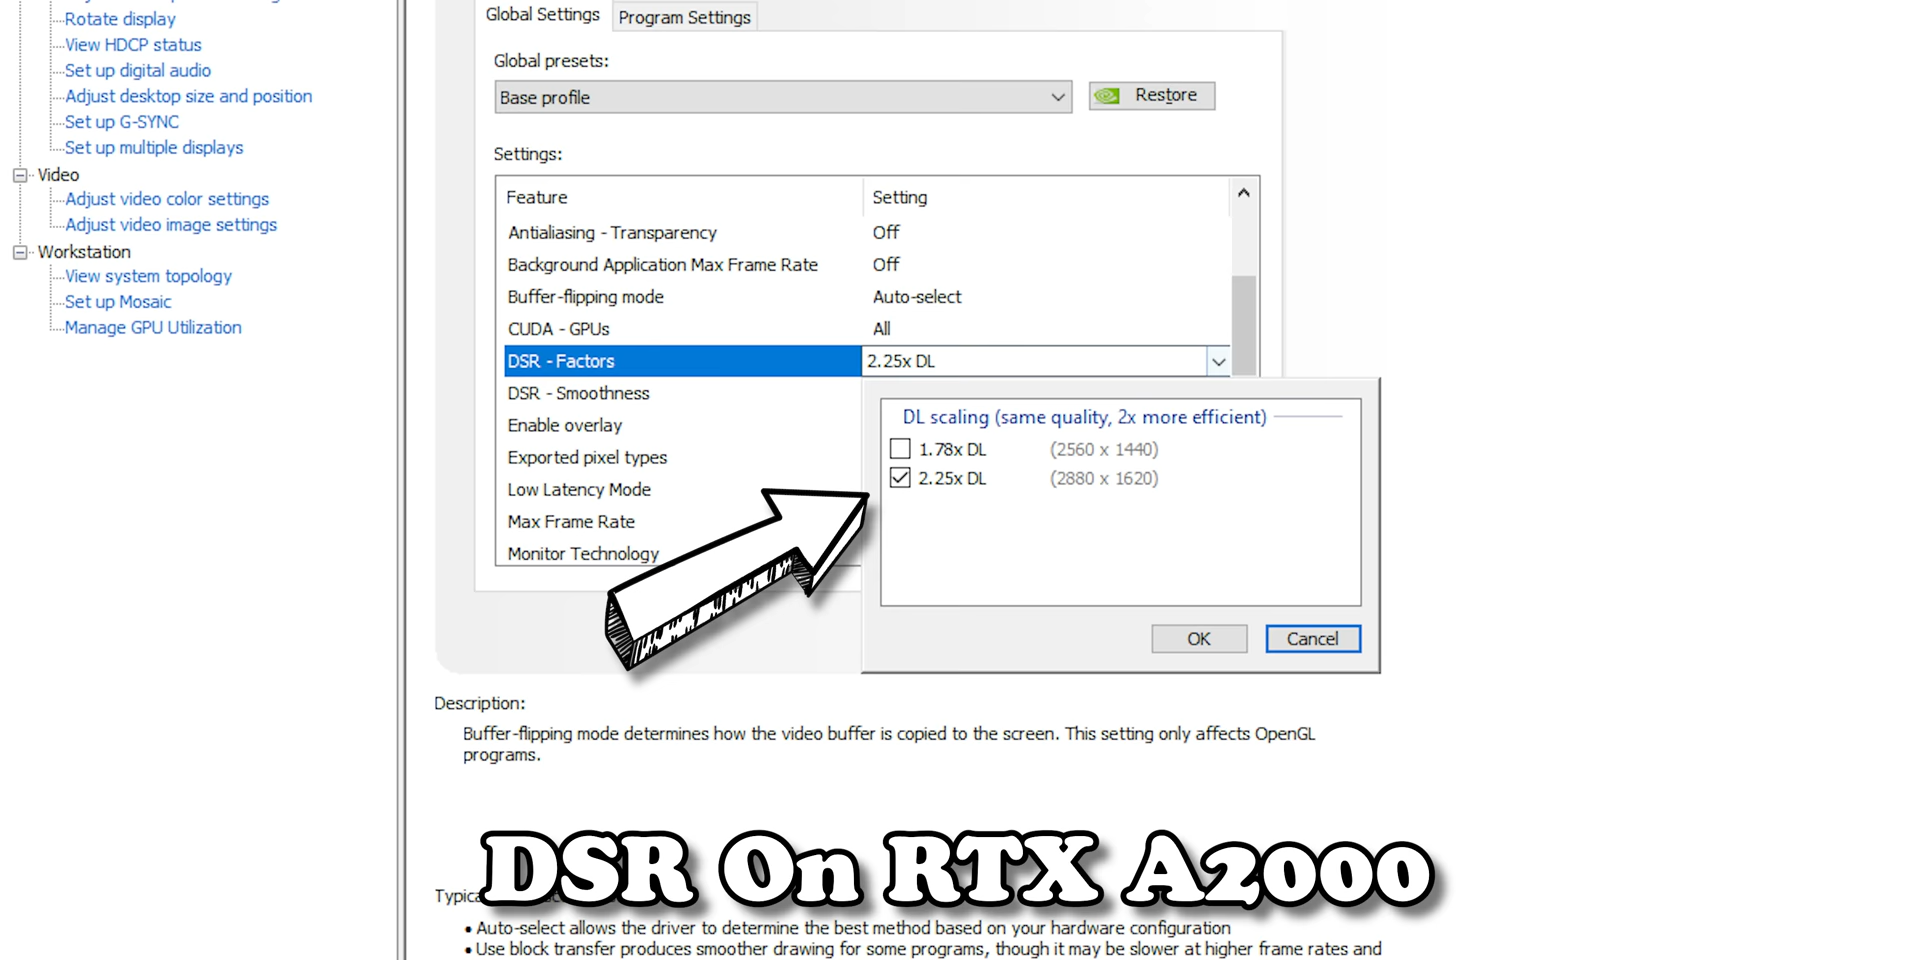 Rotate display
View HDCP status
Set up digital audio
Adjust desktop size and position
Set up G-SYNC
Set up multiple displays
Video
Adjust video color settings
Adjust video image settings
Workstation
View system topology
Set up Mosaic
Manage GPU Utilization
Global Settings
Program Settings
Global presets:
Base profile
Restore
Settings:
Feature Setting
Antialiasing - Transparency Off
Background Application Max Frame Rate Off
Buffer-flipping mode Auto-select
CUDA - GPUs All
DSR - Factors 2.25x DL
DSR - Smoothness
Enable overlay
Exported pixel types
Low Latency Mode
Max Frame Rate
Monitor Technology
DL scaling (same quality, 2x more efficient)
1.78x DL (2560 x 1440)
2.25x DL (2880 x 1620)
OK Cancel
Description:
Buffer-flipping mode determines how the video buffer is copied to the screen. This setting only affects OpenGL
programs.
DSR On RTX A2000
• Auto-select allows the driver to determine the best method based on your hardware configuration
• Use block transfer produces smoother drawing for some programs, though it may be slower at higher frame rates and